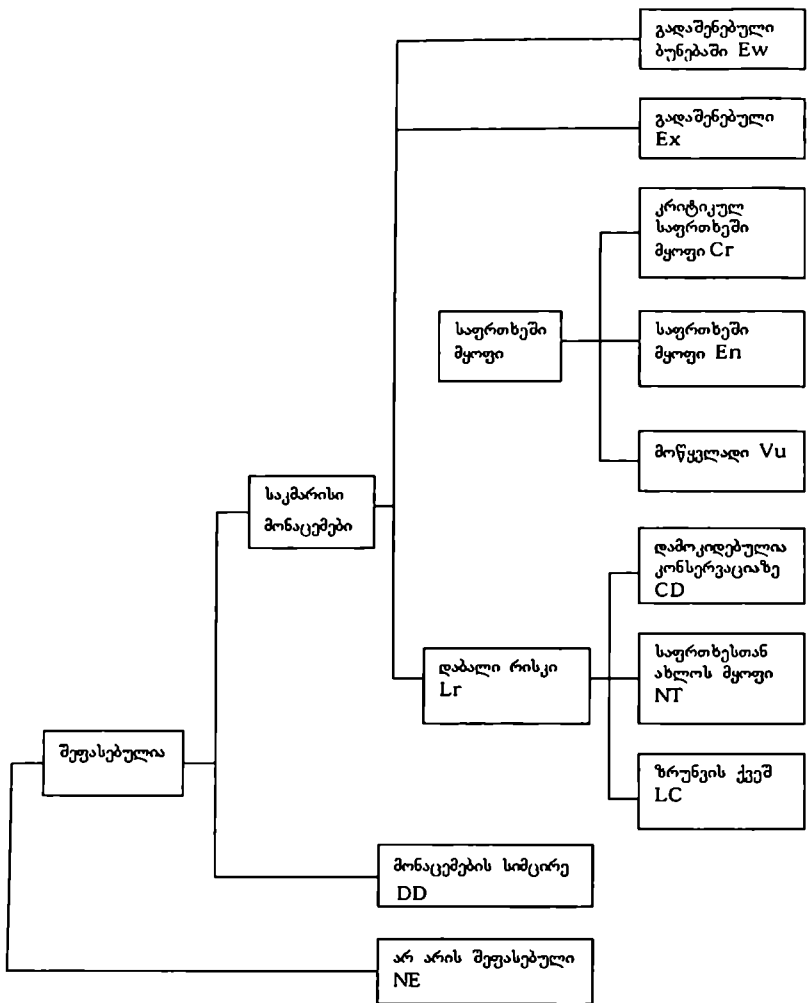 გადაშენებული
ბუნებაში Ew
გადაშენებული
Ex
კრიტიკულ
საფრთხეში
მყოფი Cr
საფრთხეში
მყოფი
საფრთხეში
მყოფი En
მოწყვლადი Vu
საკმარისი
მონაცემები
დამოკიდებულია
კონსერვაციაზე
CD
დაბალი რისკი
Lr
საფრთხესთან
ახლოს მყოფი
NT
შეფასებულია
ზრუნვის ქვეშ
LC
მონაცემების სიმცირე
DD
არ არის შეფასებული
NE